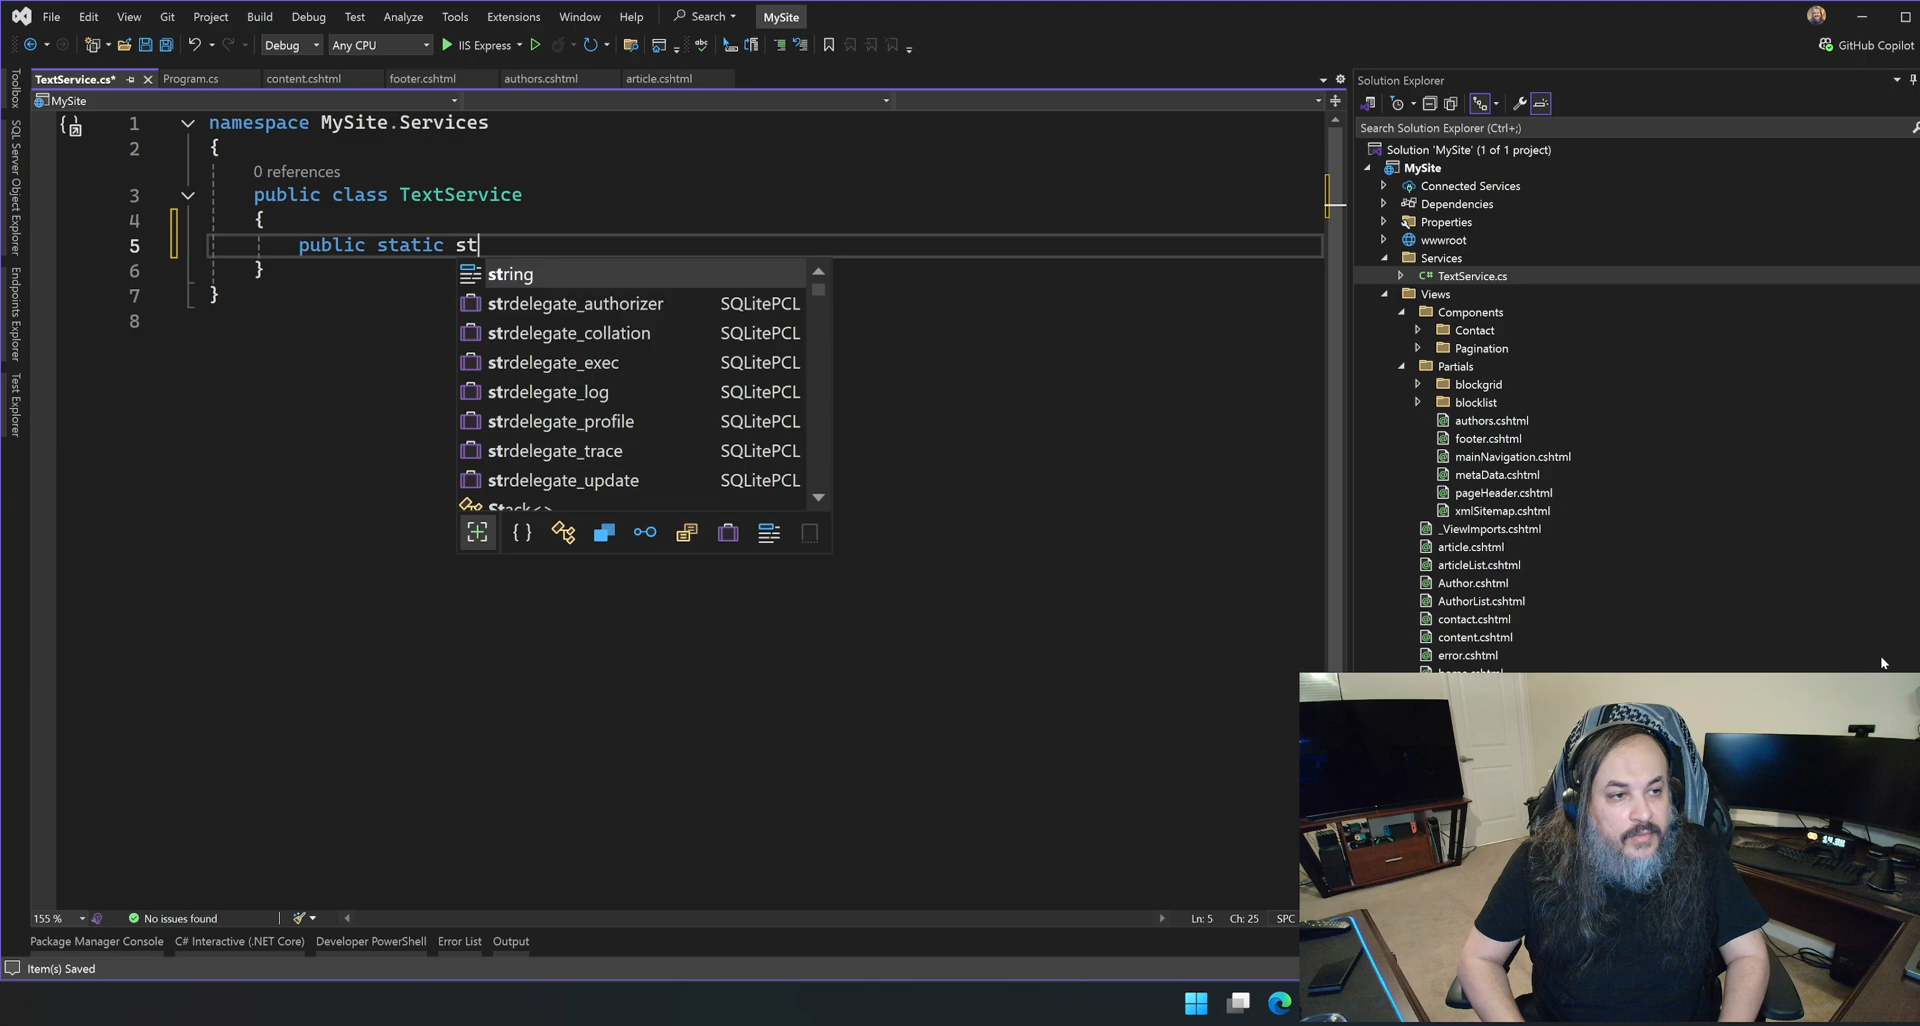 File Edit View Git Project Build Debug Test Analyze Tools Extensions Window Help Search MySite
Debug Any CPU IIS Express GitHub Copilot
TextService.cs* Program.cs content.cshtml footer.cshtml authors.cshtml article.cshtml
MySite
Toolbox
SQL Server Object Explorer
Endpoints Explorer
Test Explorer
1 namespace MySite.Services
2 {
0 references
3 public class TextService
4 {
5 public static st
6 }
7 }
8
string
strdelegate_authorizer SQLitePCL
strdelegate_collation SQLitePCL
strdelegate_exec SQLitePCL
strdelegate_log SQLitePCL
strdelegate_profile SQLitePCL
strdelegate_trace SQLitePCL
strdelegate_update SQLitePCL
Stack<>
Solution Explorer
Search Solution Explorer (Ctrl+;)
Solution 'MySite' (1 of 1 project)
MySite
Connected Services
Dependencies
Properties
wwwroot
Services
C# TextService.cs
Views
Components
Contact
Pagination
Partials
blockgrid
blocklist
authors.cshtml
footer.cshtml
mainNavigation.cshtml
metaData.cshtml
pageHeader.cshtml
xmlSitemap.cshtml
_ViewImports.cshtml
article.cshtml
articleList.cshtml
Author.cshtml
AuthorList.cshtml
contact.cshtml
content.cshtml
error.cshtml
155 % No issues found Ln: 5 Ch: 25 SPC
Package Manager Console C# Interactive (.NET Core) Developer PowerShell Error List Output
Item(s) Saved